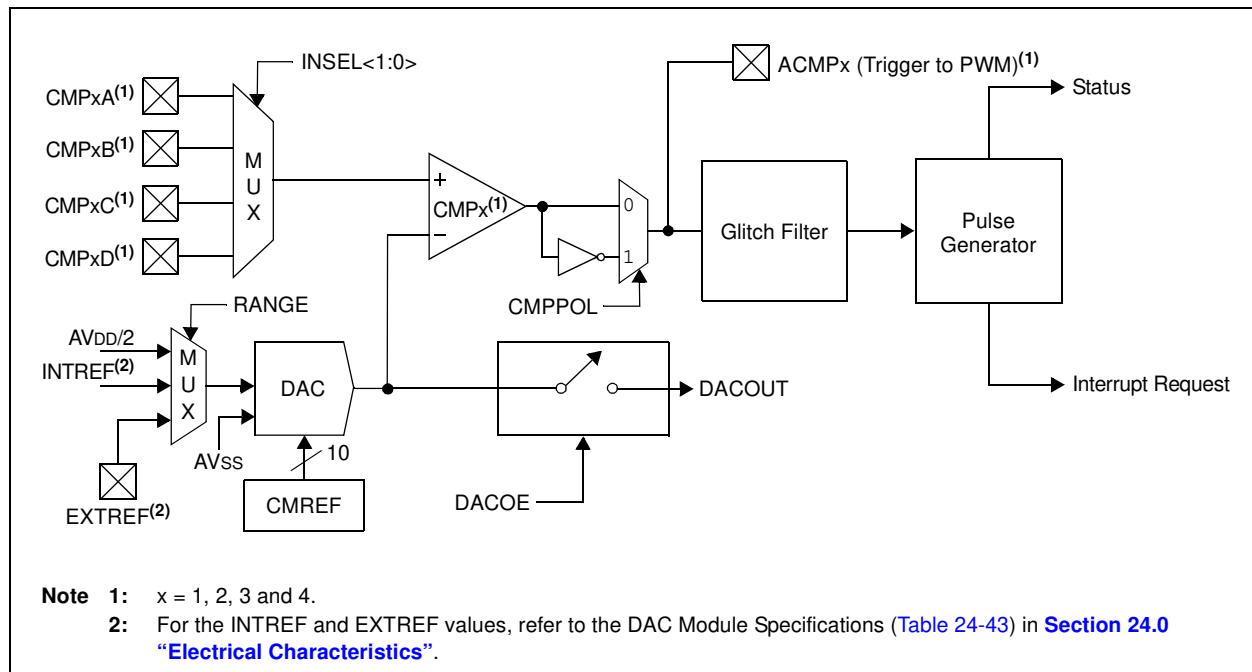 INSEL<1:0>
ACMPx (Trigger to PWM)(1)
CMPxA(1)
CMPxB(1)
CMPxC(1)
CMPxD(1)
M
U
X
Status
+
CMPx(1)
–
0
1
Glitch Filter
Pulse
Generator
CMPPOL
RANGE
AVDD/2
INTREF(2)
M
U
X
DAC
DACOUT
Interrupt Request
AVSS
10
CMREF
DACOE
EXTREF(2)
Note 1: x = 1, 2, 3 and 4.
2: For the INTREF and EXTREF values, refer to the DAC Module Specifications (Table 24-43) in Section 24.0
“Electrical Characteristics”.